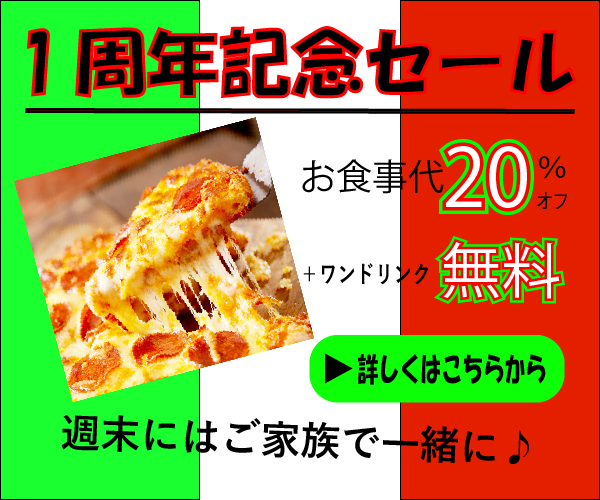 1周年記念セール
お食事代20%オフ
+ワンドリンク無料
▶詳しくはこちらから
週末にはご家族で一緒に♪